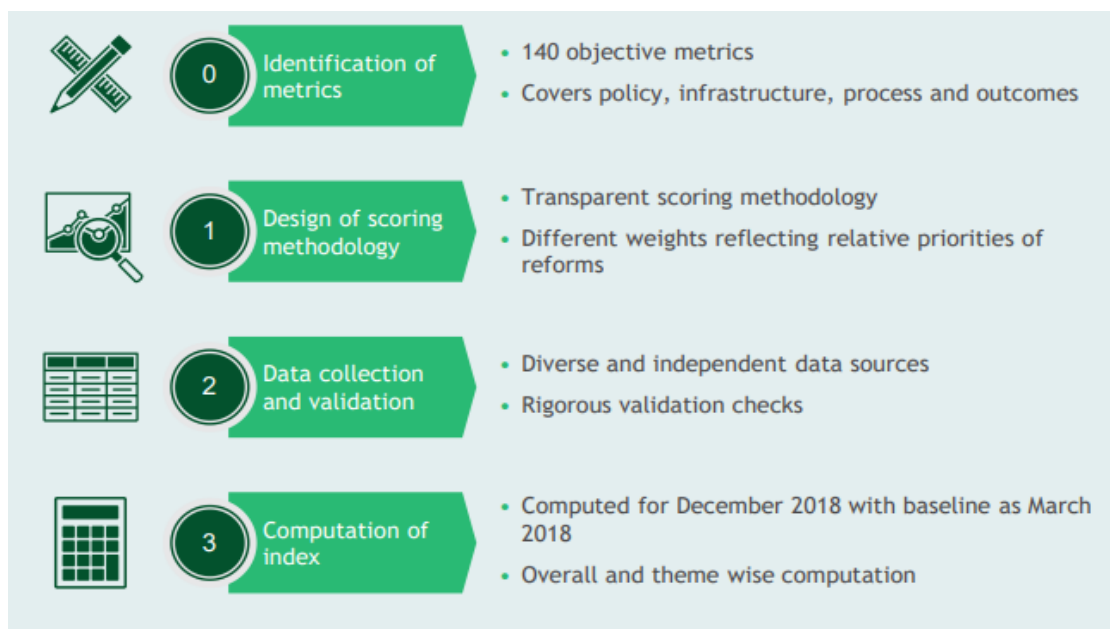 0
Identification of
metrics
• 140 objective metrics
• Covers policy, infrastructure, process and outcomes
1
Design of scoring
methodology
• Transparent scoring methodology
• Different weights reflecting relative priorities of
reforms
2
Data collection
and validation
• Diverse and independent data sources
• Rigorous validation checks
3
Computation of
index
• Computed for December 2018 with baseline as March
2018
• Overall and theme wise computation